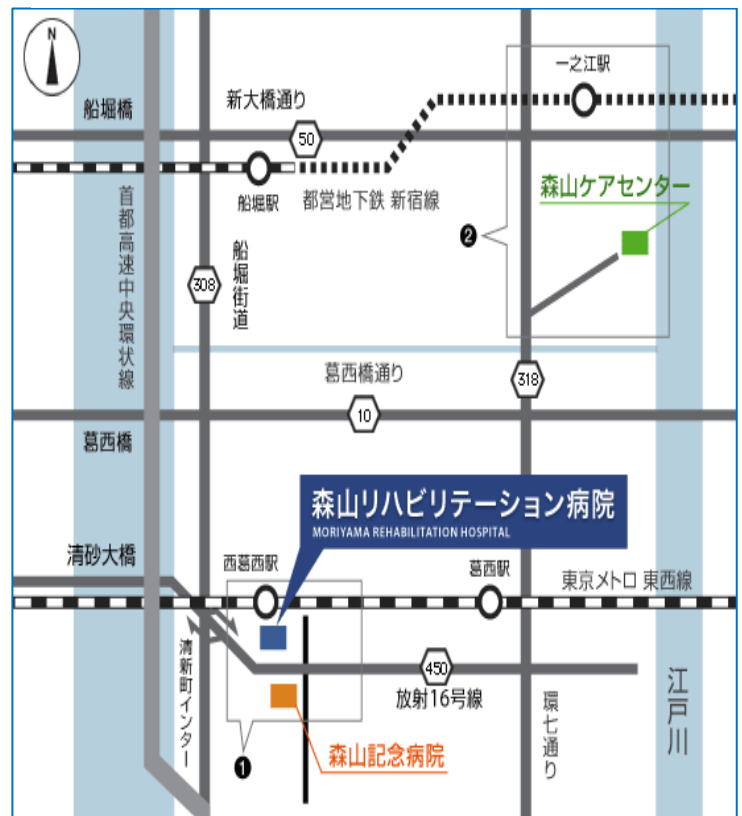 N
一之江駅
船堀橋
新大橋通り
50
船堀駅
都営地下鉄 新宿線
森山ケアセンター
❷
首都高速中央環状線
308
船堀街道
葛西橋通り
318
10
葛西橋
森山リハビリテーション病院
MORIYAMA REHABILITATION HOSPITAL
清砂大橋
西葛西駅
葛西駅
東京メトロ 東西線
清新町インター
450
放射16号線
環七通り
江戸川
森山記念病院
❶